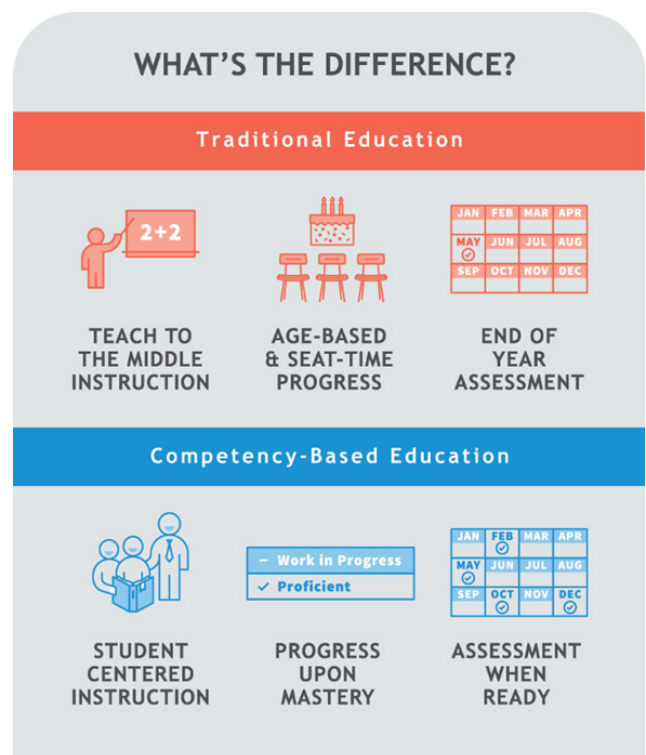 WHAT'S THE DIFFERENCE?
Traditional Education
2+2
JAN FEB MAR APR
MAY JUN JUL AUG
SEP OCT NOV DEC
TEACH TO
THE MIDDLE
INSTRUCTION
AGE-BASED
& SEAT-TIME
PROGRESS
END OF
YEAR
ASSESSMENT
Competency-Based Education
– Work in Progress
✓ Proficient
JAN FEB MAR APR
MAY JUN JUL AUG
SEP OCT NOV DEC
STUDENT
CENTERED
INSTRUCTION
PROGRESS
UPON
MASTERY
ASSESSMENT
WHEN
READY